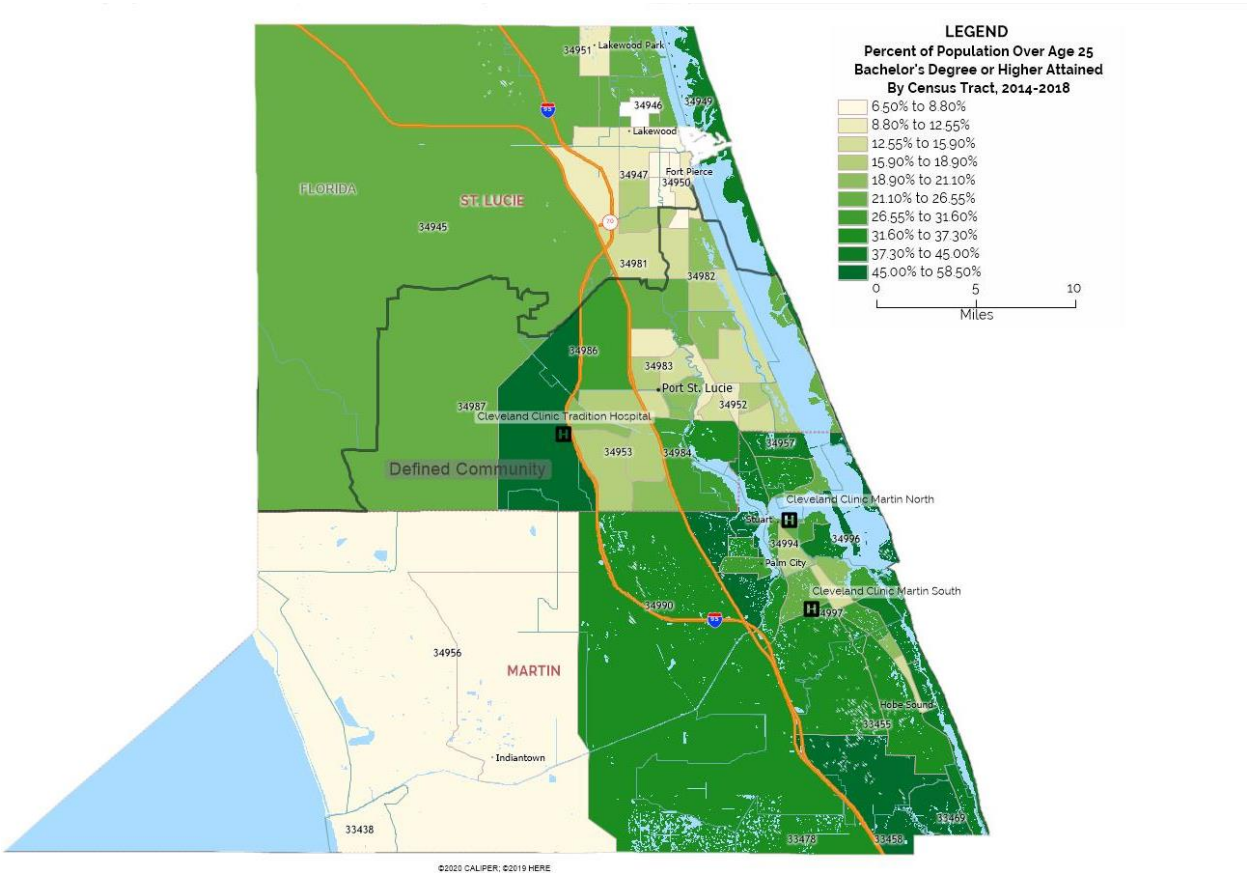 LEGEND
Percent of Population Over Age 25
Bachelor's Degree or Higher Attained
By Census Tract, 2014-2018
6.50% to 8.80%
8.80% to 12.55%
12.55% to 15.90%
15.90% to 18.90%
18.90% to 21.10%
21.10% to 26.55%
26.55% to 31.60%
31.60% to 37.30%
37.30% to 45.00%
45.00% to 58.50%
0 5 10
Miles
34951
Lakewood Park
95
34946
34949
Lakewood
34947
Fort Pierce
34950
FLORIDA
ST. LUCIE
34945
70
34981
34982
34986
34983
Port St. Lucie
34987
34952
Cleveland Clinic Tradition Hospital
H
34953
34984
34957
Defined Community
Cleveland Clinic Martin North
Stuart
H
34994
34996
Palm City
Cleveland Clinic Martin South
H
34997
34990
95
34956
MARTIN
Hobe Sound
33455
Indiantown
33438
33478
33458
33469
©2020 CALIPER; ©2019 HERE